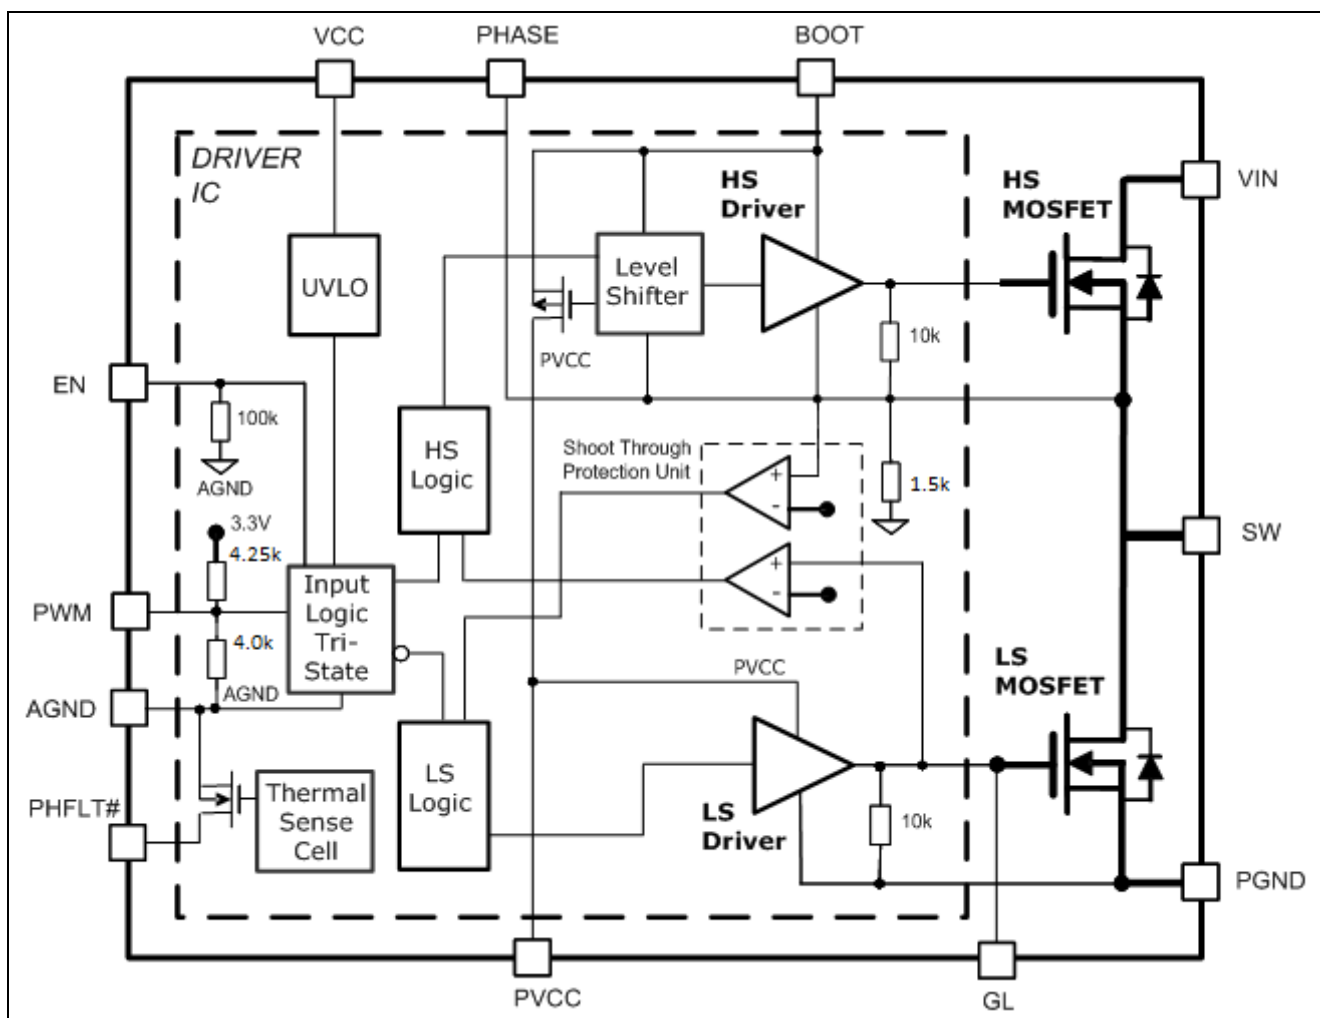 VCC
PHASE
BOOT
DRIVER
IC
HS
Driver
HS
MOSFET
VIN
UVLO
Level
Shifter
10k
PVCC
EN
100k
AGND
HS
Logic
Shoot Through
Protection Unit
+
-
1.5k
3.3V
4.25k
SW
PWM
Input
Logic
Tri-
State
+
-
4.0k
AGND
AGND
PVCC
LS
MOSFET
PHFLT#
Thermal
Sense
Cell
LS
Logic
LS
Driver
10k
PGND
PVCC
GL